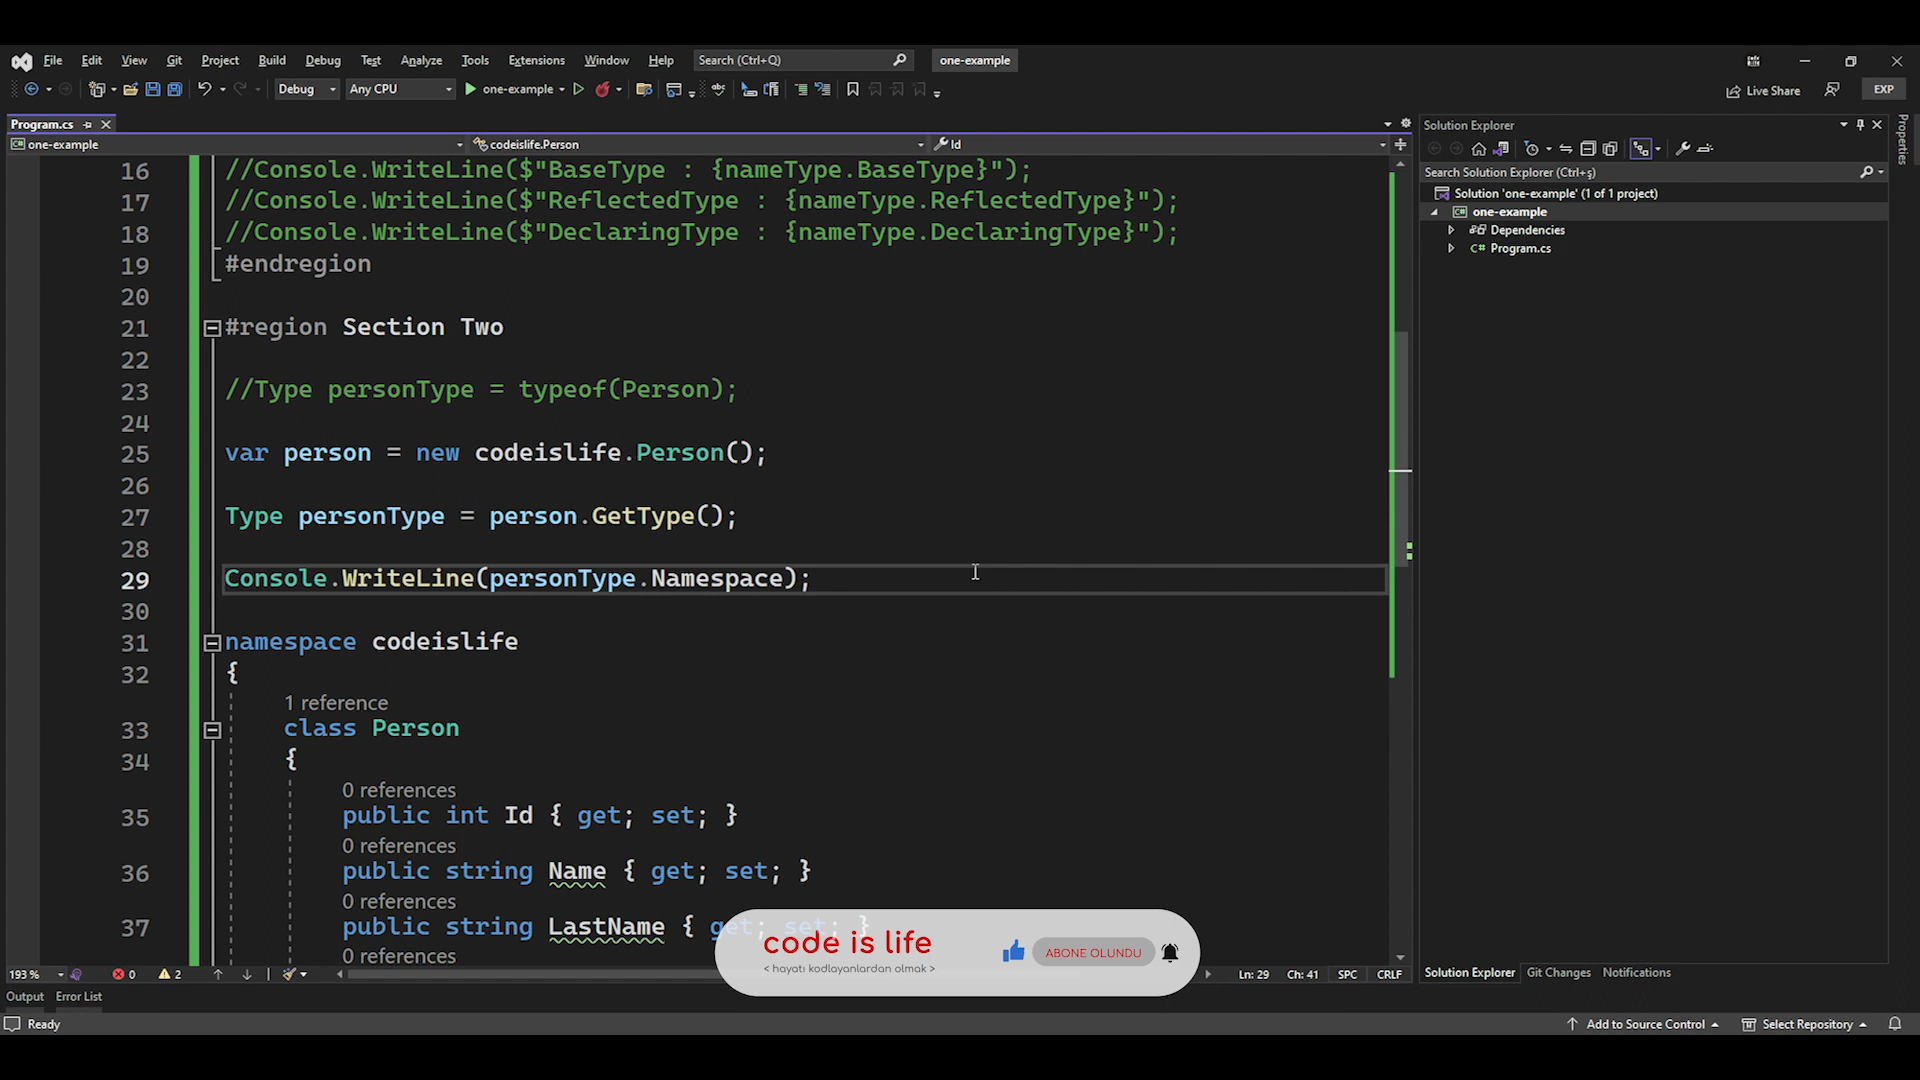 File Edit View Git Project Build Debug Test Analyze Tools Extensions Window Help Search (Ctrl+Q) one-example
Debug Any CPU one-example Live Share EXP
Program.cs
one-example codeislife.Person Id
16 //Console.WriteLine($"BaseType : {nameType.BaseType}");
17 //Console.WriteLine($"ReflectedType : {nameType.ReflectedType}");
18 //Console.WriteLine($"DeclaringType : {nameType.DeclaringType}");
19 #endregion
20
21 #region Section Two
22
23 //Type personType = typeof(Person);
24
25 var person = new codeislife.Person();
26
27 Type personType = person.GetType();
28
29 Console.WriteLine(personType.Namespace);
30
31 namespace codeislife
32 {
1 reference
33 class Person
34 {
0 references
35 public int Id { get; set; }
0 references
36 public string Name { get; set; }
0 references
37 public string LastName { get; set; }
0 references
code is life
< hayatı kodlayanlardan olmak >
ABONE OLUNDU
193 % 0 2 Ln: 29 Ch: 41 SPC CRLF
Output Error List
Ready
Solution Explorer
Search Solution Explorer (Ctrl+ş)
Solution 'one-example' (1 of 1 project)
one-example
Dependencies
C# Program.cs
Properties
Solution Explorer Git Changes Notifications
Add to Source Control Select Repository